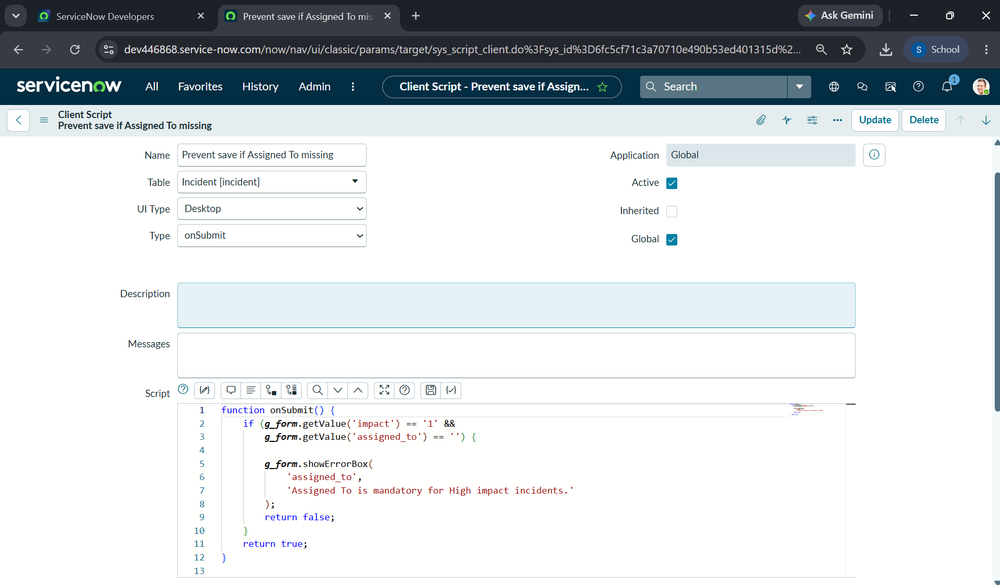 ServiceNow Developers
Prevent save if Assigned To mis
Ask Gemini
dev446868.service-now.com/now/nav/ui/classic/params/target/sys_script_client.do%3Fsys_id%3D6fc5cf71c3a70710e490b53ed401315d%2...
S School
servicenow
All
Favorites
History
Admin
Client Script - Prevent save if Assign...
Search
1
Client Script
Prevent save if Assigned To missing
Update
Delete
Name
Prevent save if Assigned To missing
Application
Global
Table
Incident [incident]
Active
UI Type
Desktop
Inherited
Type
onSubmit
Global
Description
Messages
Script
1 function onSubmit() {
2 if (g_form.getValue('impact') == '1' &&
3 g_form.getValue('assigned_to') == '') {
4
5 g_form.showErrorBox(
6 'assigned_to',
7 'Assigned To is mandatory for High impact incidents.'
8 );
9 return false;
10 }
11 return true;
12 }
13